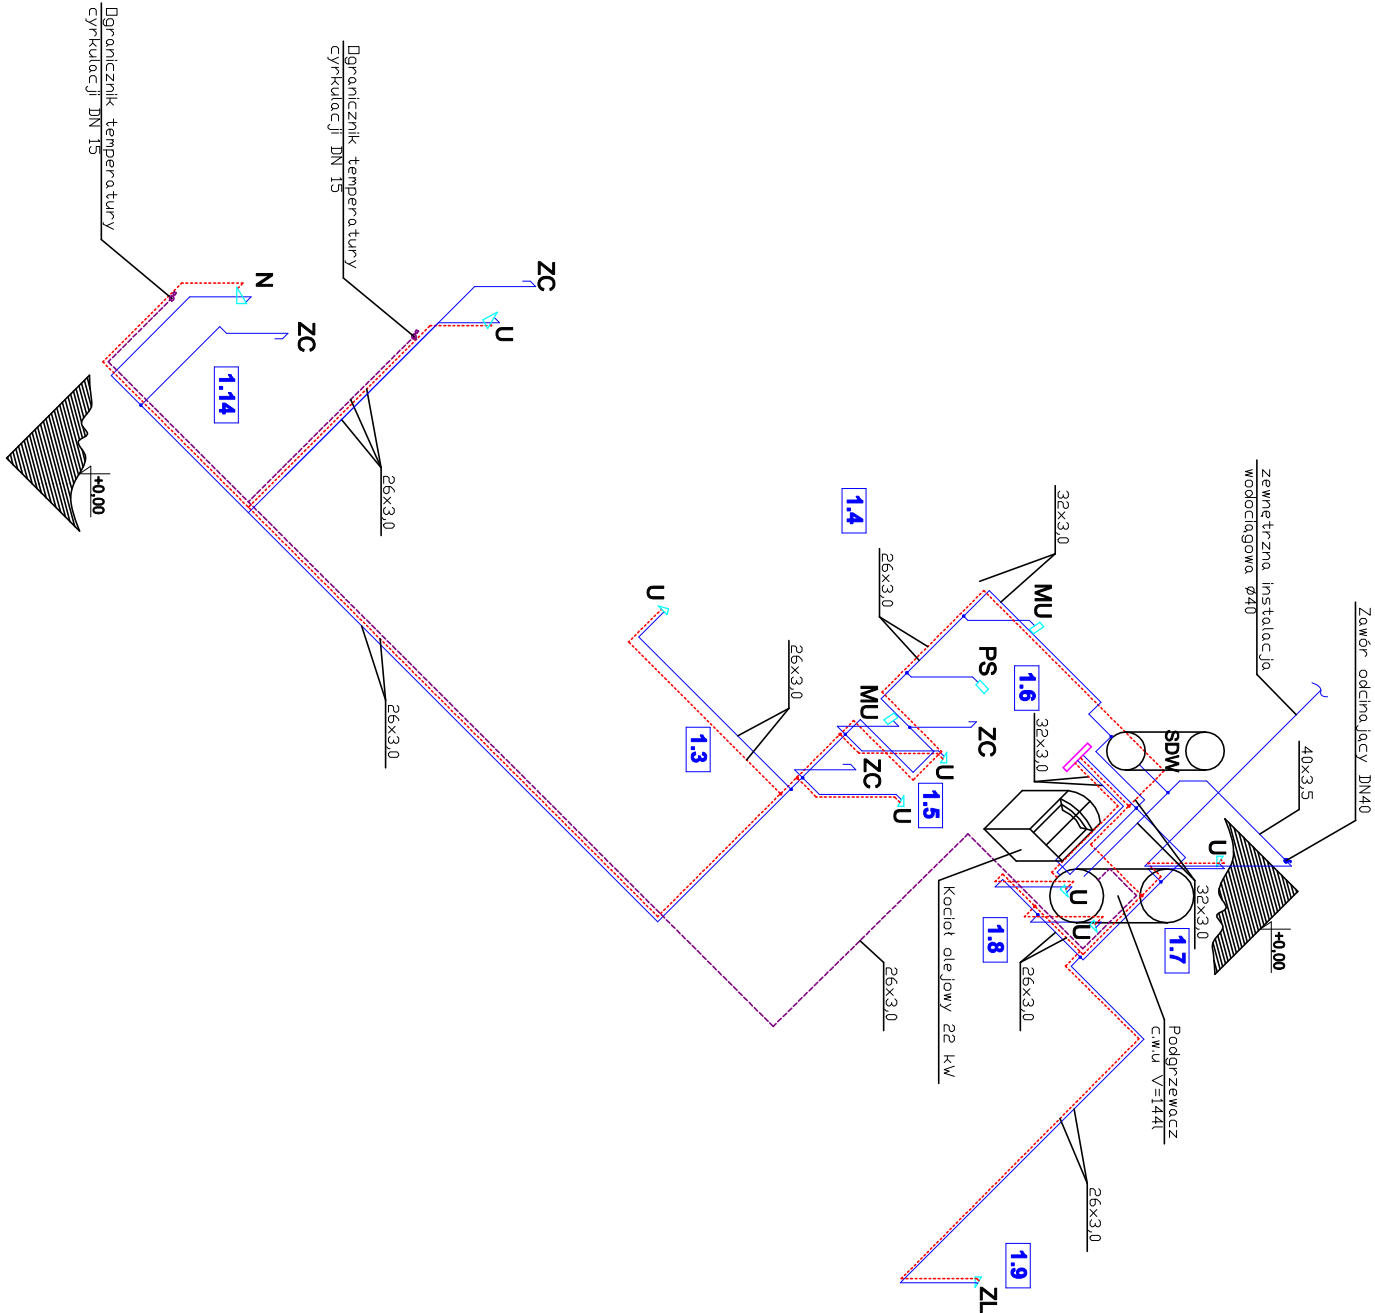 Ogranicznik temperatury
cyrkulacji DN 15
Ogranicznik temperatury
cyrkulacji DN 15
N
ZC
ZC
U
1.14
+0,00
26x3,0
26x3,0
U
26x3,0
1.3
1.4
26x3,0
32x3,0
MU
PS
1.6
MU
ZC
32x3,0
ZC
U
U
1.5
SDW
zewnętrzna instalacja
wodociągowa ø40
Zawór odcinający DN40
40x3,5
U
+0,00
32x3,0
1.7
U
U
1.8
26x3,0
26x3,0
Kocioł olejowy 22 kW
Podgrzewacz
c.w.u V=144l
26x3,0
1.9
ZL